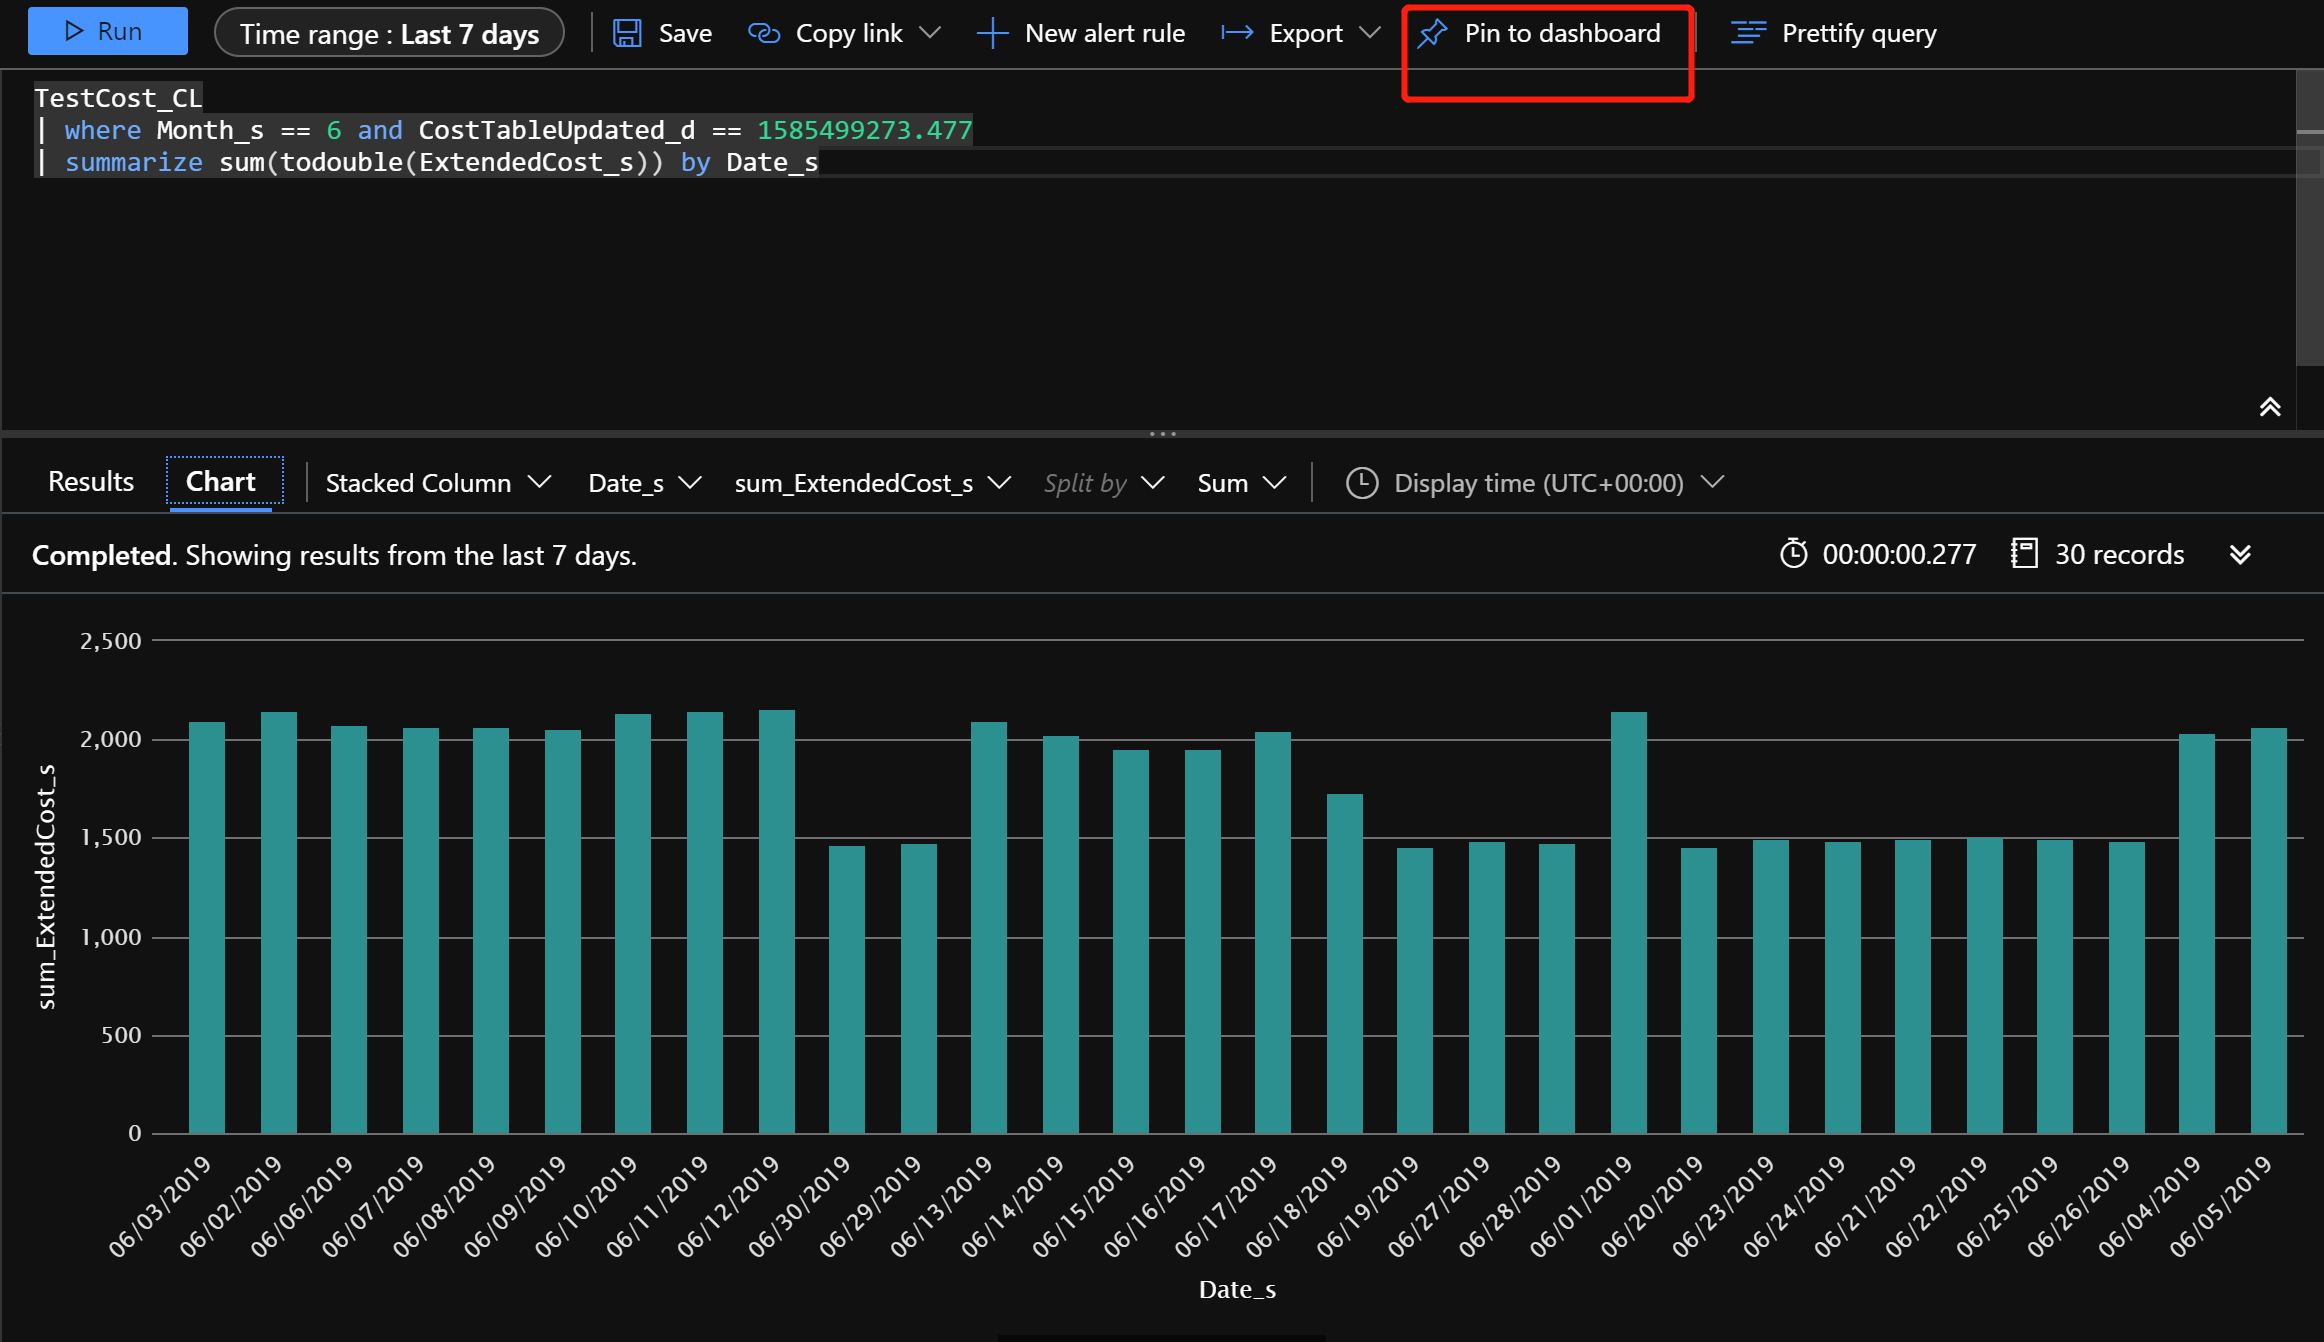 Run Time range : Last 7 days Save Copy link New alert rule Export Pin to dashboard Prettify query
TestCost_CL
| where Month_s == 6 and CostTableUpdated_d == 1585499273.477
| summarize sum(todouble(ExtendedCost_s)) by Date_s
Results Chart Stacked Column Date_s sum_ExtendedCost_s Split by Sum Display time (UTC+00:00)
Completed. Showing results from the last 7 days. 00:00:00.277 30 records
2,500
2,000
1,500
1,000
500
0
sum_ExtendedCost_s
06/03/2019 06/02/2019 06/06/2019 06/07/2019 06/08/2019 06/09/2019 06/10/2019 06/11/2019 06/12/2019 06/30/2019 06/29/2019 06/13/2019 06/14/2019 06/15/2019 06/16/2019 06/17/2019 06/18/2019 06/19/2019 06/27/2019 06/28/2019 06/01/2019 06/20/2019 06/23/2019 06/24/2019 06/21/2019 06/22/2019 06/25/2019 06/26/2019 06/04/2019 06/05/2019
Date_s